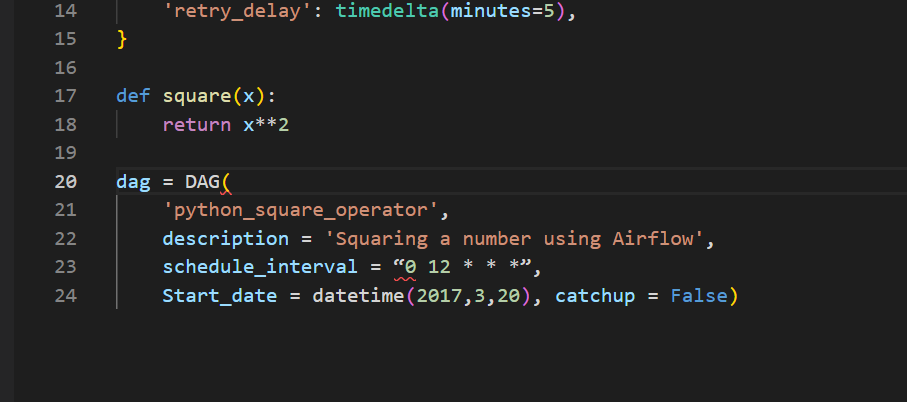 14 'retry_delay': timedelta(minutes=5),
15 }
16
17 def square(x):
18 return x**2
19
20 dag = DAG(
21 'python_square_operator',
22 description = 'Squaring a number using Airflow',
23 schedule_interval = “0 12 * * *”,
24 Start_date = datetime(2017,3,20), catchup = False)